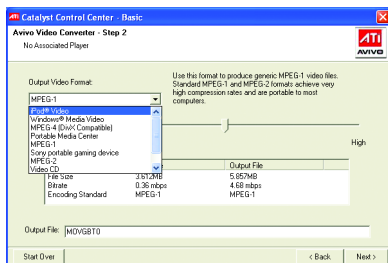 ATI Catalyst Control Center - Basic
Avivo Video Converter - Step 2
No Associated Player
ATI
AVIVO
Output Video Format:
Use this format to produce generic MPEG-1 video files.
Standard MPEG-1 and MPEG-2 formats achieve very
high compression rates and are portable to most
computers.
MPEG-1
iPod® Video
Windows® Media Video
MPEG-4 (DivX Compatible)
Portable Media Center
MPEG-1
Sony portable gaming device
MPEG-2
Video CD
High
Output File
File Size 3.612MB 5.857MB
Bitrate 0.36 mbps 4.68 mbps
Encoding Standard MPEG-1 MPEG-1
Output File: MOVGBT0
Start Over < Back Next >